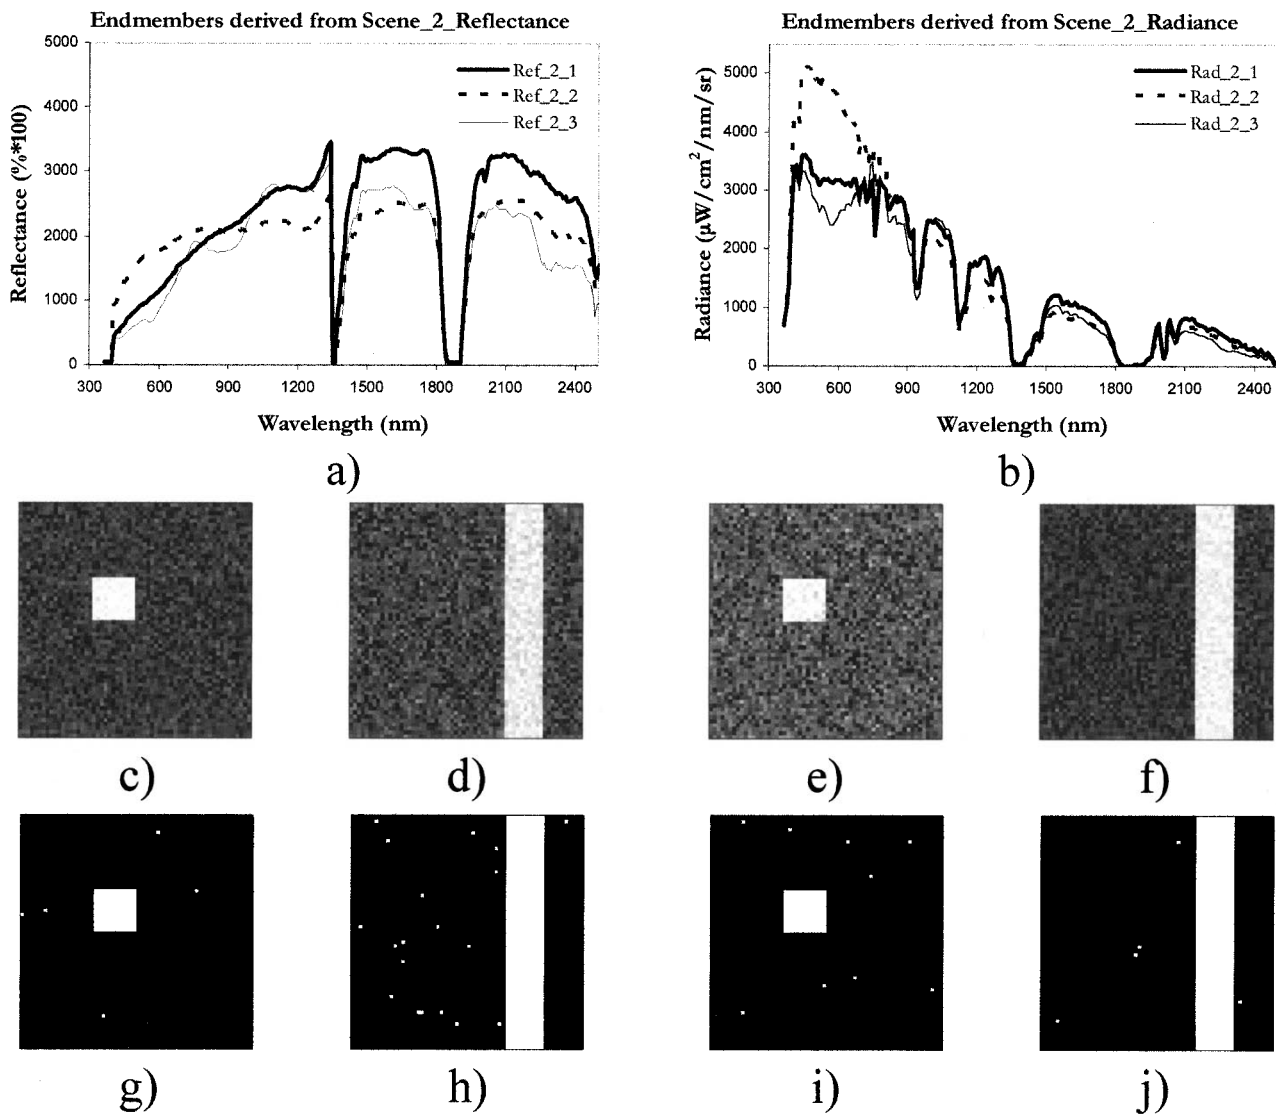 Endmembers derived from Scene_2_Reflectance
5000
4000
3000
2000
1000
0
Reflectance (%*100)
Ref_2_1
Ref_2_2
Ref_2_3
300 600 900 1200 1500 1800 2100 2400
Wavelength (nm)
a)
Endmembers derived from Scene_2_Radiance
5000
4000
3000
2000
1000
0
Radiance (µW/cm²/nm/sr)
Rad_2_1
Rad_2_2
Rad_2_3
300 600 900 1200 1500 1800 2100 2400
Wavelength (nm)
b)
c) d) e) f)
g) h) i) j)